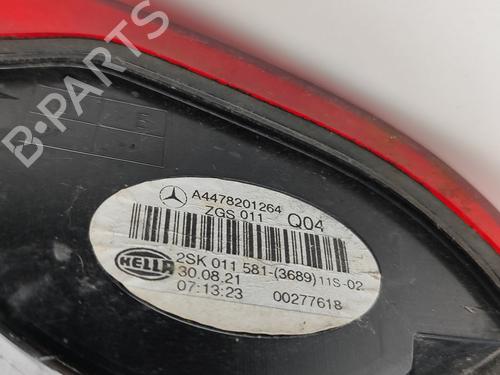 B-PARTS
A4478201264
ZGS 011 Q04
HELLA 2SK 011 581-(3689) 11S-02
30.08.21
07:13:23 00277618